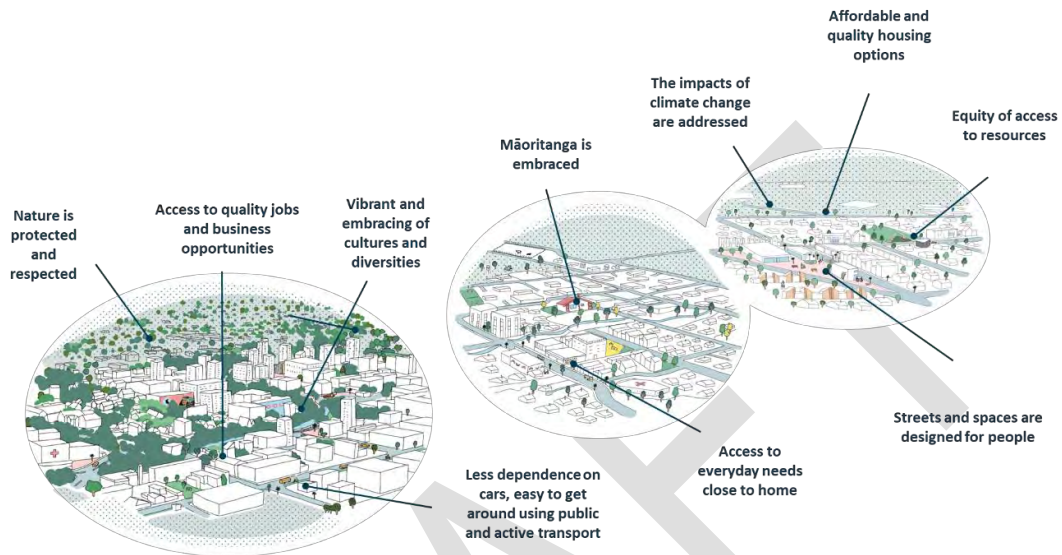 Affordable and
quality housing
options
The impacts of
climate change
are addressed
Equity of access
to resources
Māoritanga is
embraced
Nature is
protected
and
respected
Access to quality jobs
and business
opportunities
Vibrant and
embracing of
cultures and
diversities
Streets and spaces are
designed for people
Access to
everyday needs
close to home
Less dependence on
cars, easy to get
around using public
and active transport